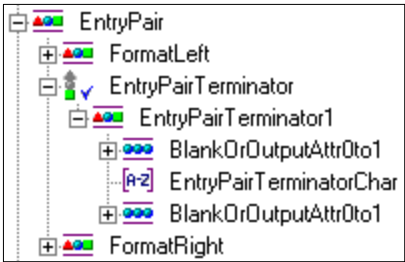 EntryPair
FormatLeft
EntryPairTerminator
EntryPairTerminator1
BlankOrOutputAttr0to1
[A-Z] EntryPairTerminatorChar
BlankOrOutputAttr0to1
FormatRight